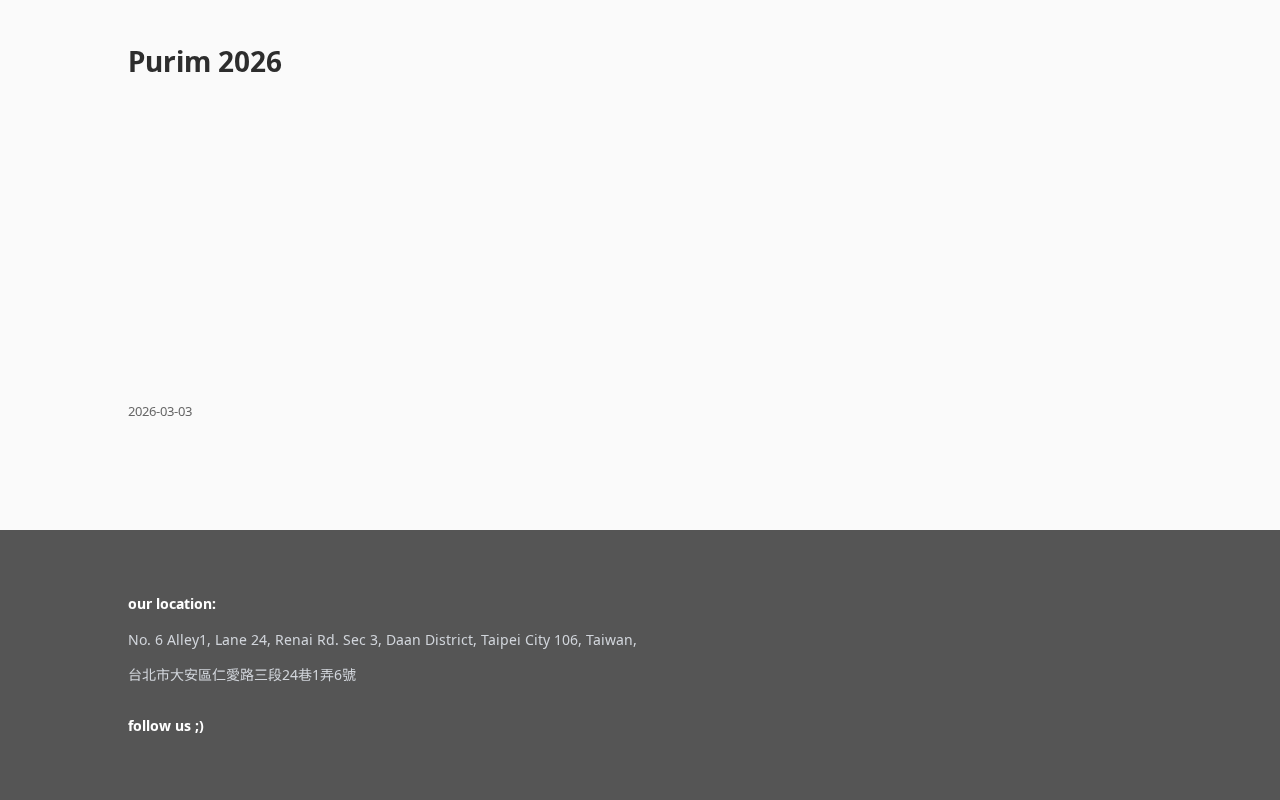 Purim 2026
2026-03-03
our location:
No. 6 Alley1, Lane 24, Renai Rd. Sec 3, Daan District, Taipei City 106, Taiwan,
台北市大安區仁愛路三段24巷1弄6號
follow us ;)